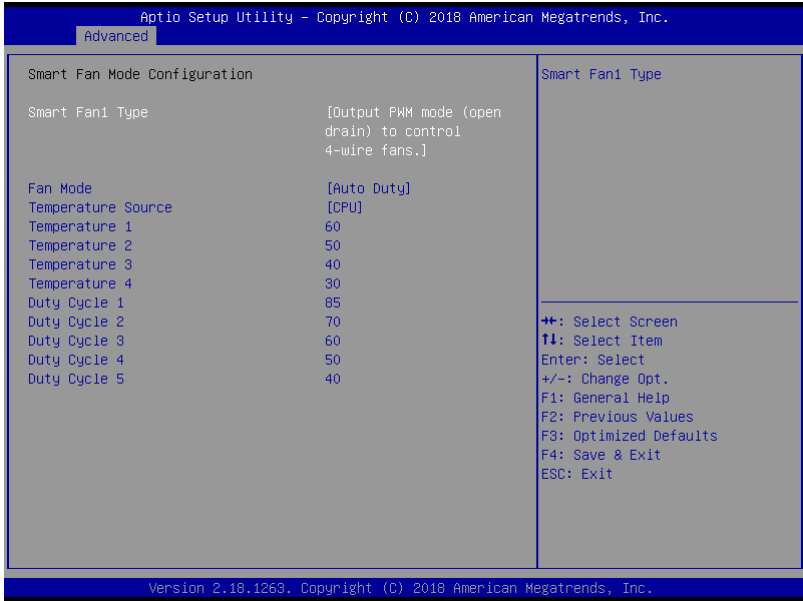 Aptio Setup Utility – Copyright (C) 2018 American Megatrends, Inc.
Advanced
Smart Fan Mode Configuration
Smart Fan1 Type [Output PWM mode (open
drain) to control
4-wire fans.]
Fan Mode [Auto Duty]
Temperature Source [CPU]
Temperature 1 60
Temperature 2 50
Temperature 3 40
Temperature 4 30
Duty Cycle 1 85
Duty Cycle 2 70
Duty Cycle 3 60
Duty Cycle 4 50
Duty Cycle 5 40
Smart Fan1 Type
→←: Select Screen
↑↓: Select Item
Enter: Select
+/-: Change Opt.
F1: General Help
F2: Previous Values
F3: Optimized Defaults
F4: Save & Exit
ESC: Exit
Version 2.18.1263. Copyright (C) 2018 American Megatrends, Inc.